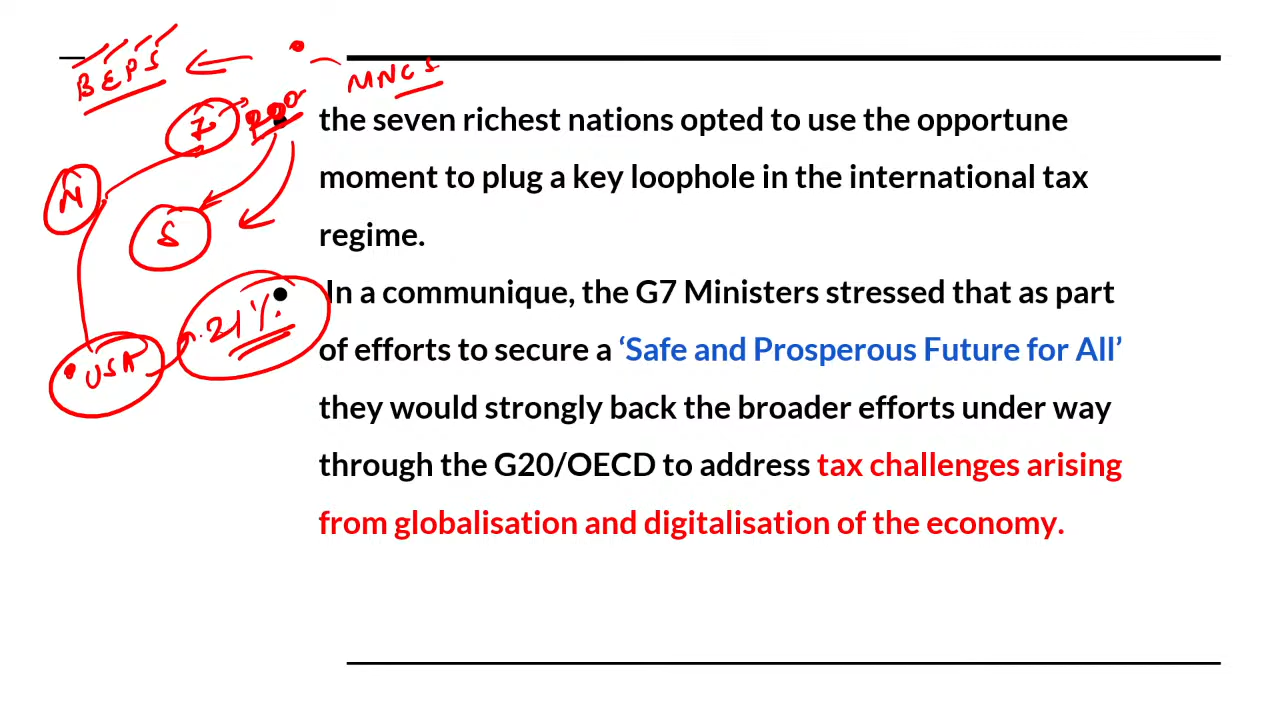 BEPS
MNCs
the seven richest nations opted to use the opportune
moment to plug a key loophole in the international tax
regime.
In a communique, the G7 Ministers stressed that as part
of efforts to secure a ‘Safe and Prosperous Future for All’
they would strongly back the broader efforts under way
through the G20/OECD to address tax challenges arising
from globalisation and digitalisation of the economy.
N
S
21%.
USA